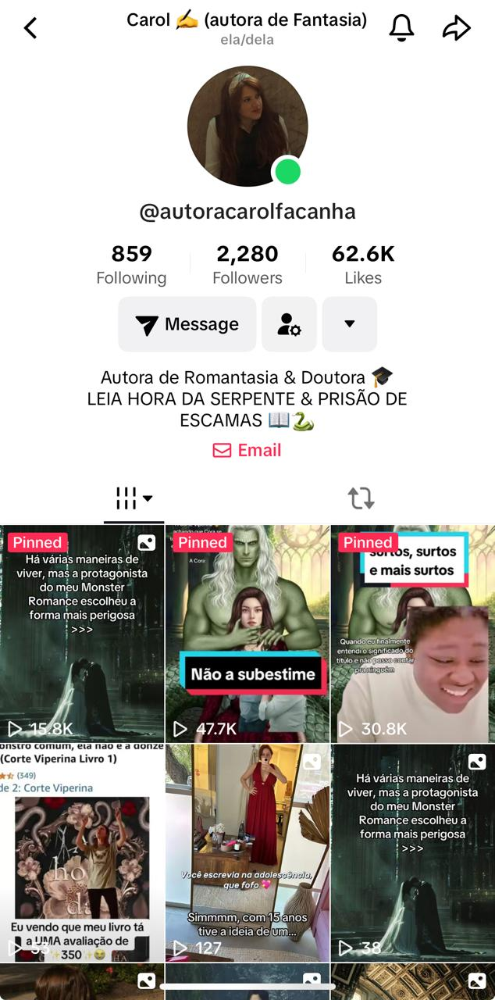 Carol ✍️ (autora de Fantasia)
ela/dela
@autoracarolfacanha
859
Following
2,280
Followers
62.6K
Likes
Message
Autora de Romantasia & Doutora 🎓
LEIA HORA DA SERPENTE & PRISÃO DE
ESCAMAS 📖🐍
Email
Pinned
Há várias maneiras de
viver, mas a protagonista
do meu Monster
Romance escolheu a
forma mais perigosa
>>>
15.8K
Pinned
achando que Cora se
A Cora:
Não a subestime
47.7K
Pinned
surtos, surtos
e mais surtos
Quando eu finalmente
entendi o significado do
título e não posso contar
pra ninguém
30.8K
onstro comum, ela não é a donze
(Corte Viperina Livro 1)
(349)
de 2: Corte Viperina
ho
da
Eu vendo que meu livro tá
a UMA avaliação de
✨350✨😭
Você escrevia na adolescência,
que fofo 💖
Simmmm, com 15 anos
tive a ideia de um...
127
Há várias maneiras de
viver, mas a protagonista
do meu Monster
Romance escolheu a
forma mais perigosa
>>>
38